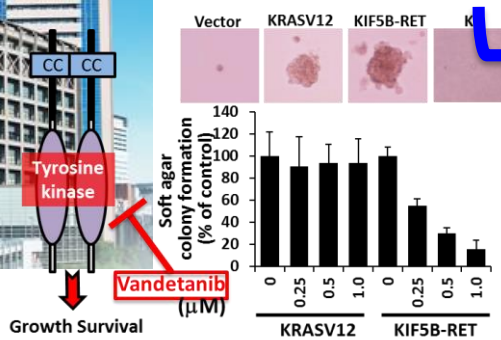 CC CC
Tyrosine
kinase
Vandetanib
Growth Survival
Vector KRASV12 KIF5B-RET
Soft agar
colony formation
(% of control)
140
120
100
80
60
40
20
0
(μM)
0 0.25 0.5 1.0 0 0.25 0.5 1.0
KRASV12 KIF5B-RET